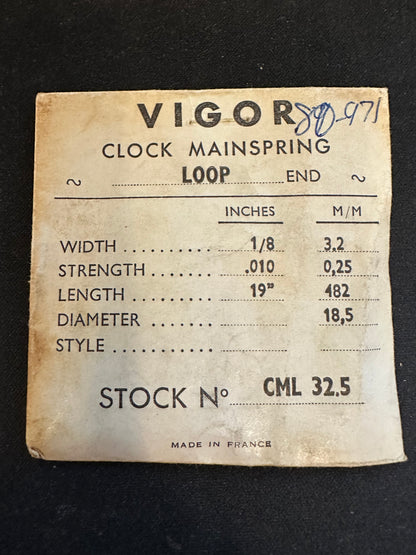 VIGOR
CLOCK MAINSPRING
~ LOOP END ~
INCHES M/M
WIDTH .......... 1/8 3.2
STRENGTH ....... .010 0,25
LENGTH ......... 19" 482
DIAMETER ....... 18,5
STYLE ...........
STOCK No CML 32.5
MADE IN FRANCE